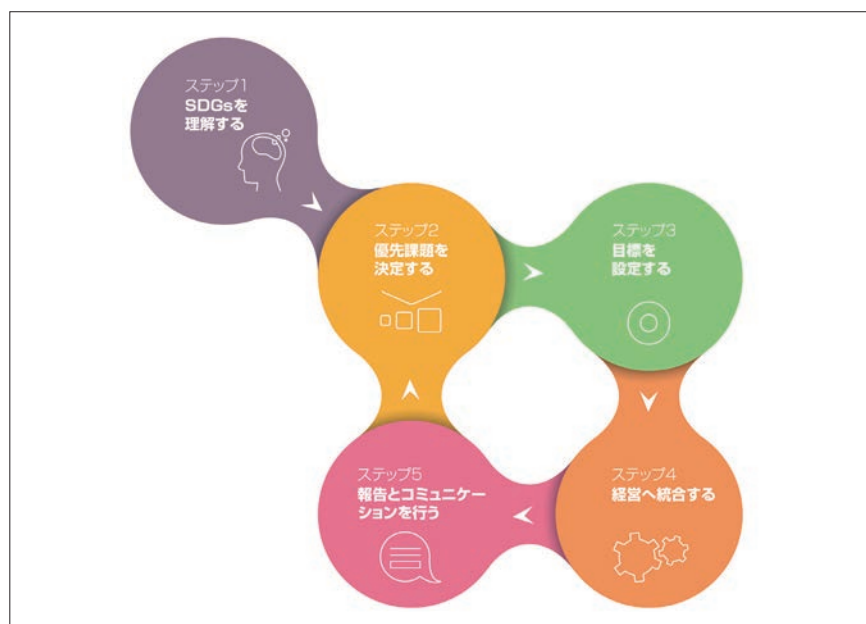 ステップ1
SDGsを
理解する
ステップ2
優先課題を
決定する
ステップ3
目標を
設定する
ステップ4
経営へ統合する
ステップ5
報告とコミュニケー
ションを行う